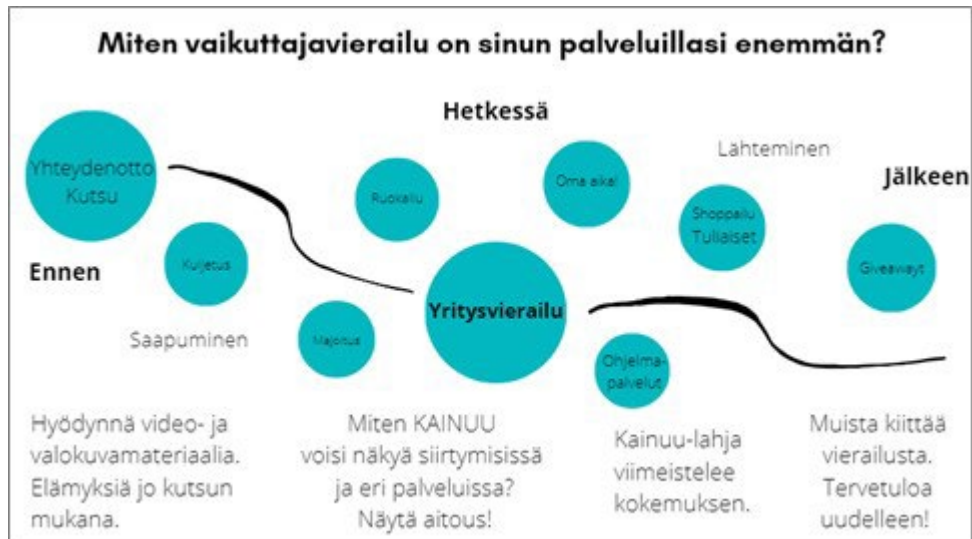 Miten vaikuttajavierailu on sinun palveluillasi enemmän?
Hetkessä
Lähteminen
Jälkeen
Yhteydenotto
Kutsu
Ruokailu
Oma aika!
Shoppailu
Tuliaiset
Ennen
Kuljetus
Giveawayt
Yritysvierailu
Saapuminen
Majoitus
Ohjelma-
palvelut
Hyödynnä video- ja
valokuvamateriaalia.
Elämyksiä jo kutsun
mukana.
Miten KAINUU
voisi näkyä siirtymisissä
ja eri palveluissa?
Näytä aitous!
Kainuu-lahja
viimeistelee
kokemuksen.
Muista kiittää
vierailusta.
Tervetuloa
uudelleen!